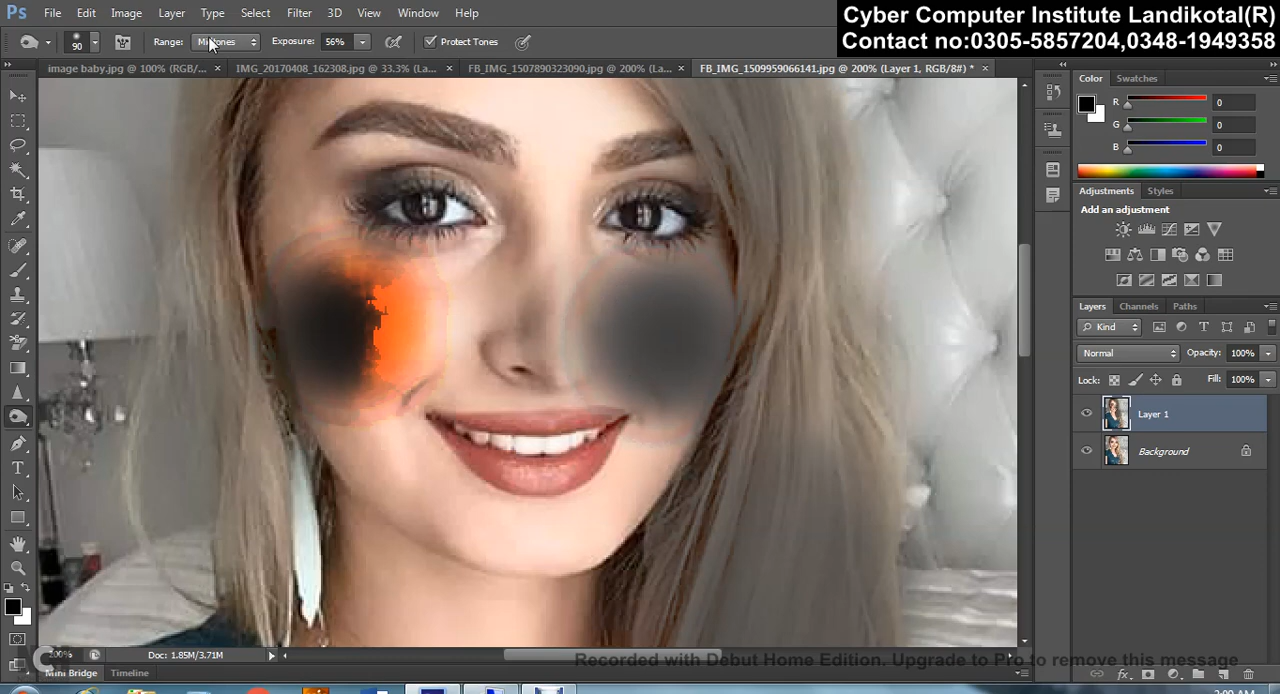 Ps File Edit Image Layer Type Select Filter 3D View Window Help
Cyber Computer Institute Landikotal(R)
Contact no:0305-5857204,0348-1949358
90 Range: Midtones Exposure: 56% Protect Tones
image baby.jpg @ 100% (RGB/... × IMG_20170408_162308.jpg @ 33.3% (La... × FB_IMG_1507890323090.jpg @ 200% (La... × FB_IMG_1509959066141.jpg @ 200% (Layer 1, RGB/8#) * ×
Color Swatches
R 0
G 0
B 0
Adjustments Styles
Add an adjustment
Layers Channels Paths
Kind
Normal Opacity: 100%
Lock: Fill: 100%
Layer 1
Background
200% Doc: 1.85M/3.71M
Recorded with Debut Home Edition. Upgrade to Pro to remove this message
Mini Bridge Timeline